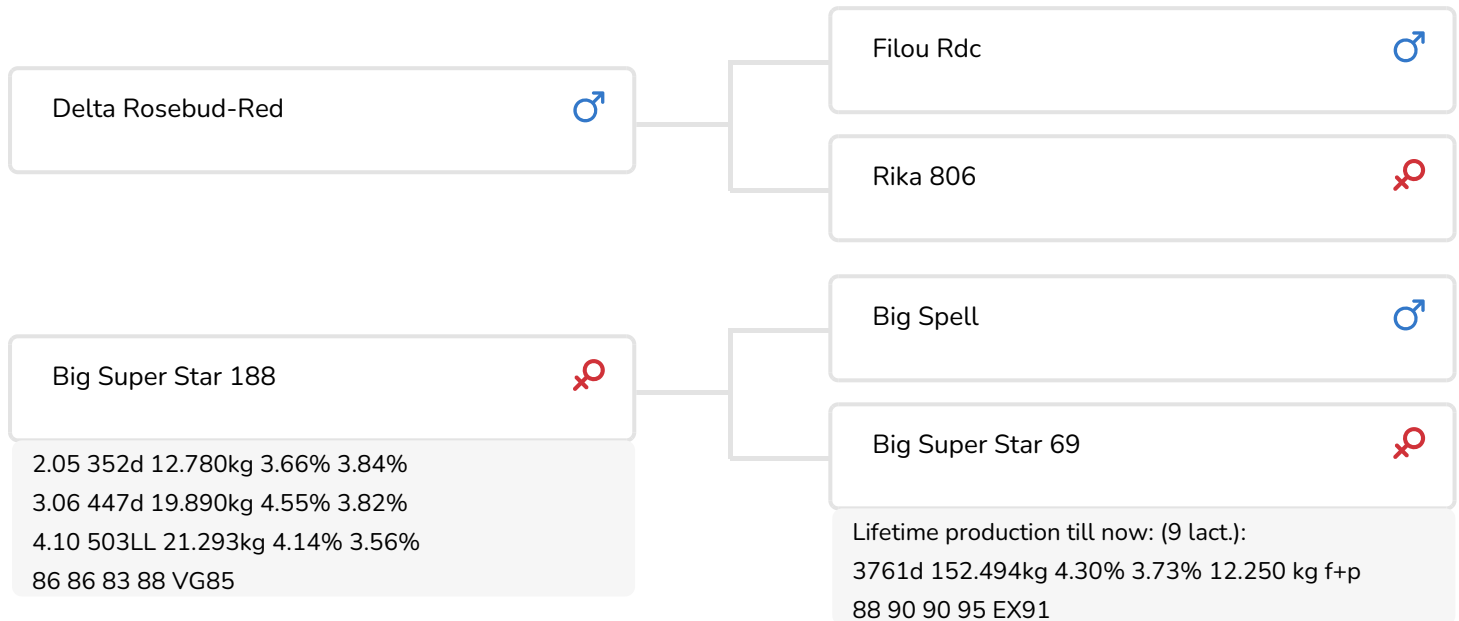 Filou Rdc
Delta Rosebud-Red
Rika 806
Big Spell
Big Super Star 188
Big Super Star 69
2.05 352d 12.780kg 3.66% 3.84%
3.06 447d 19.890kg 4.55% 3.82%
4.10 503LL 21.293kg 4.14% 3.56%
86 86 83 88 VG85
Lifetime production till now: (9 lact.):
3761d 152.494kg 4.30% 3.73% 12.250 kg f+p
88 90 90 95 EX91